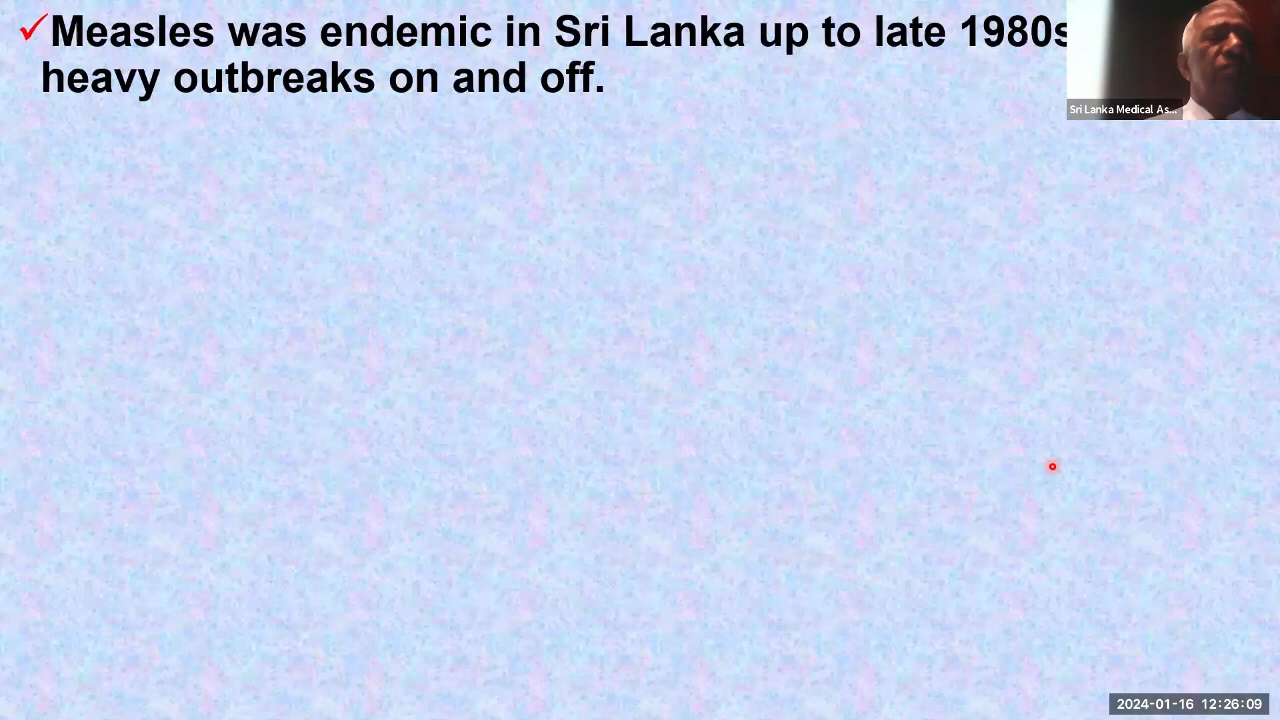 ✓Measles was endemic in Sri Lanka up to late 1980s
heavy outbreaks on and off.
Sri Lanka Medical As...
2024-01-16 12:26:09